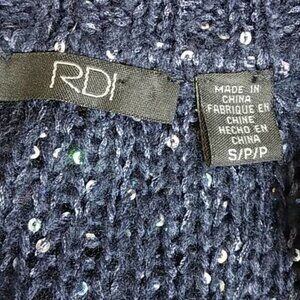 RDI
MADE IN
CHINA
FABRIQUE EN
CHINE
HECHO EN
CHINA
S/P/P